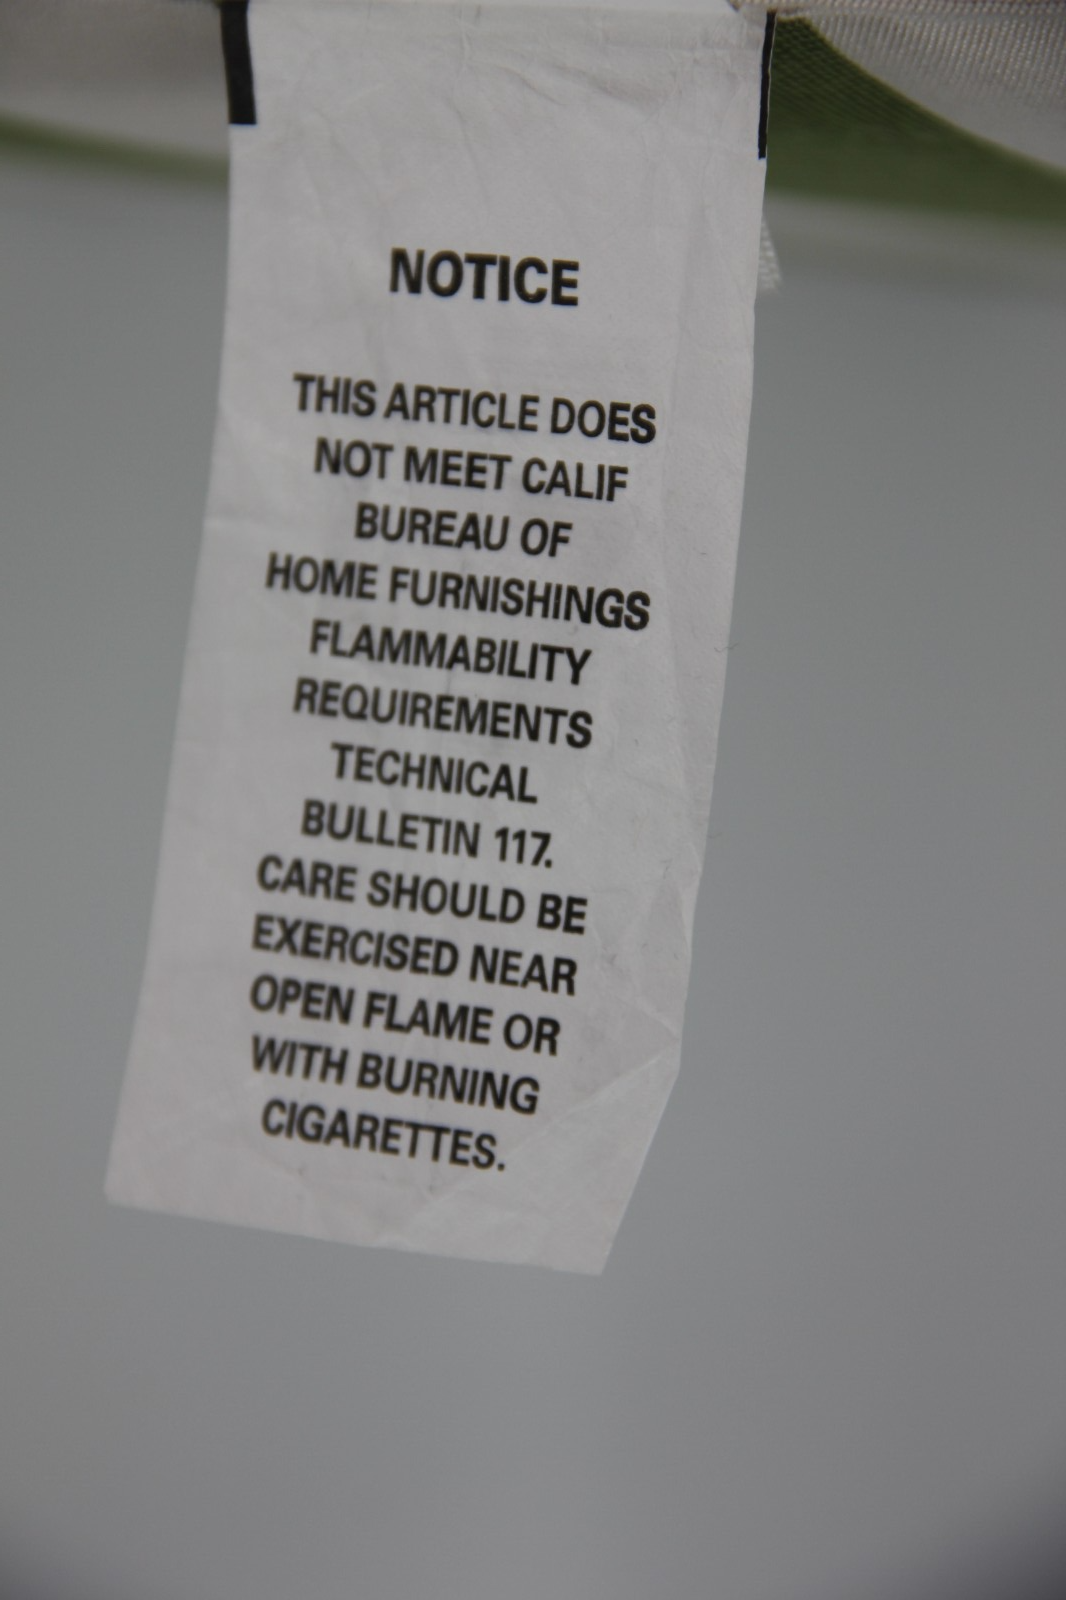 NOTICE
THIS ARTICLE DOES
NOT MEET CALIF
BUREAU OF
HOME FURNISHINGS
FLAMMABILITY
REQUIREMENTS
TECHNICAL
BULLETIN 117.
CARE SHOULD BE
EXERCISED NEAR
OPEN FLAME OR
WITH BURNING
CIGARETTES.